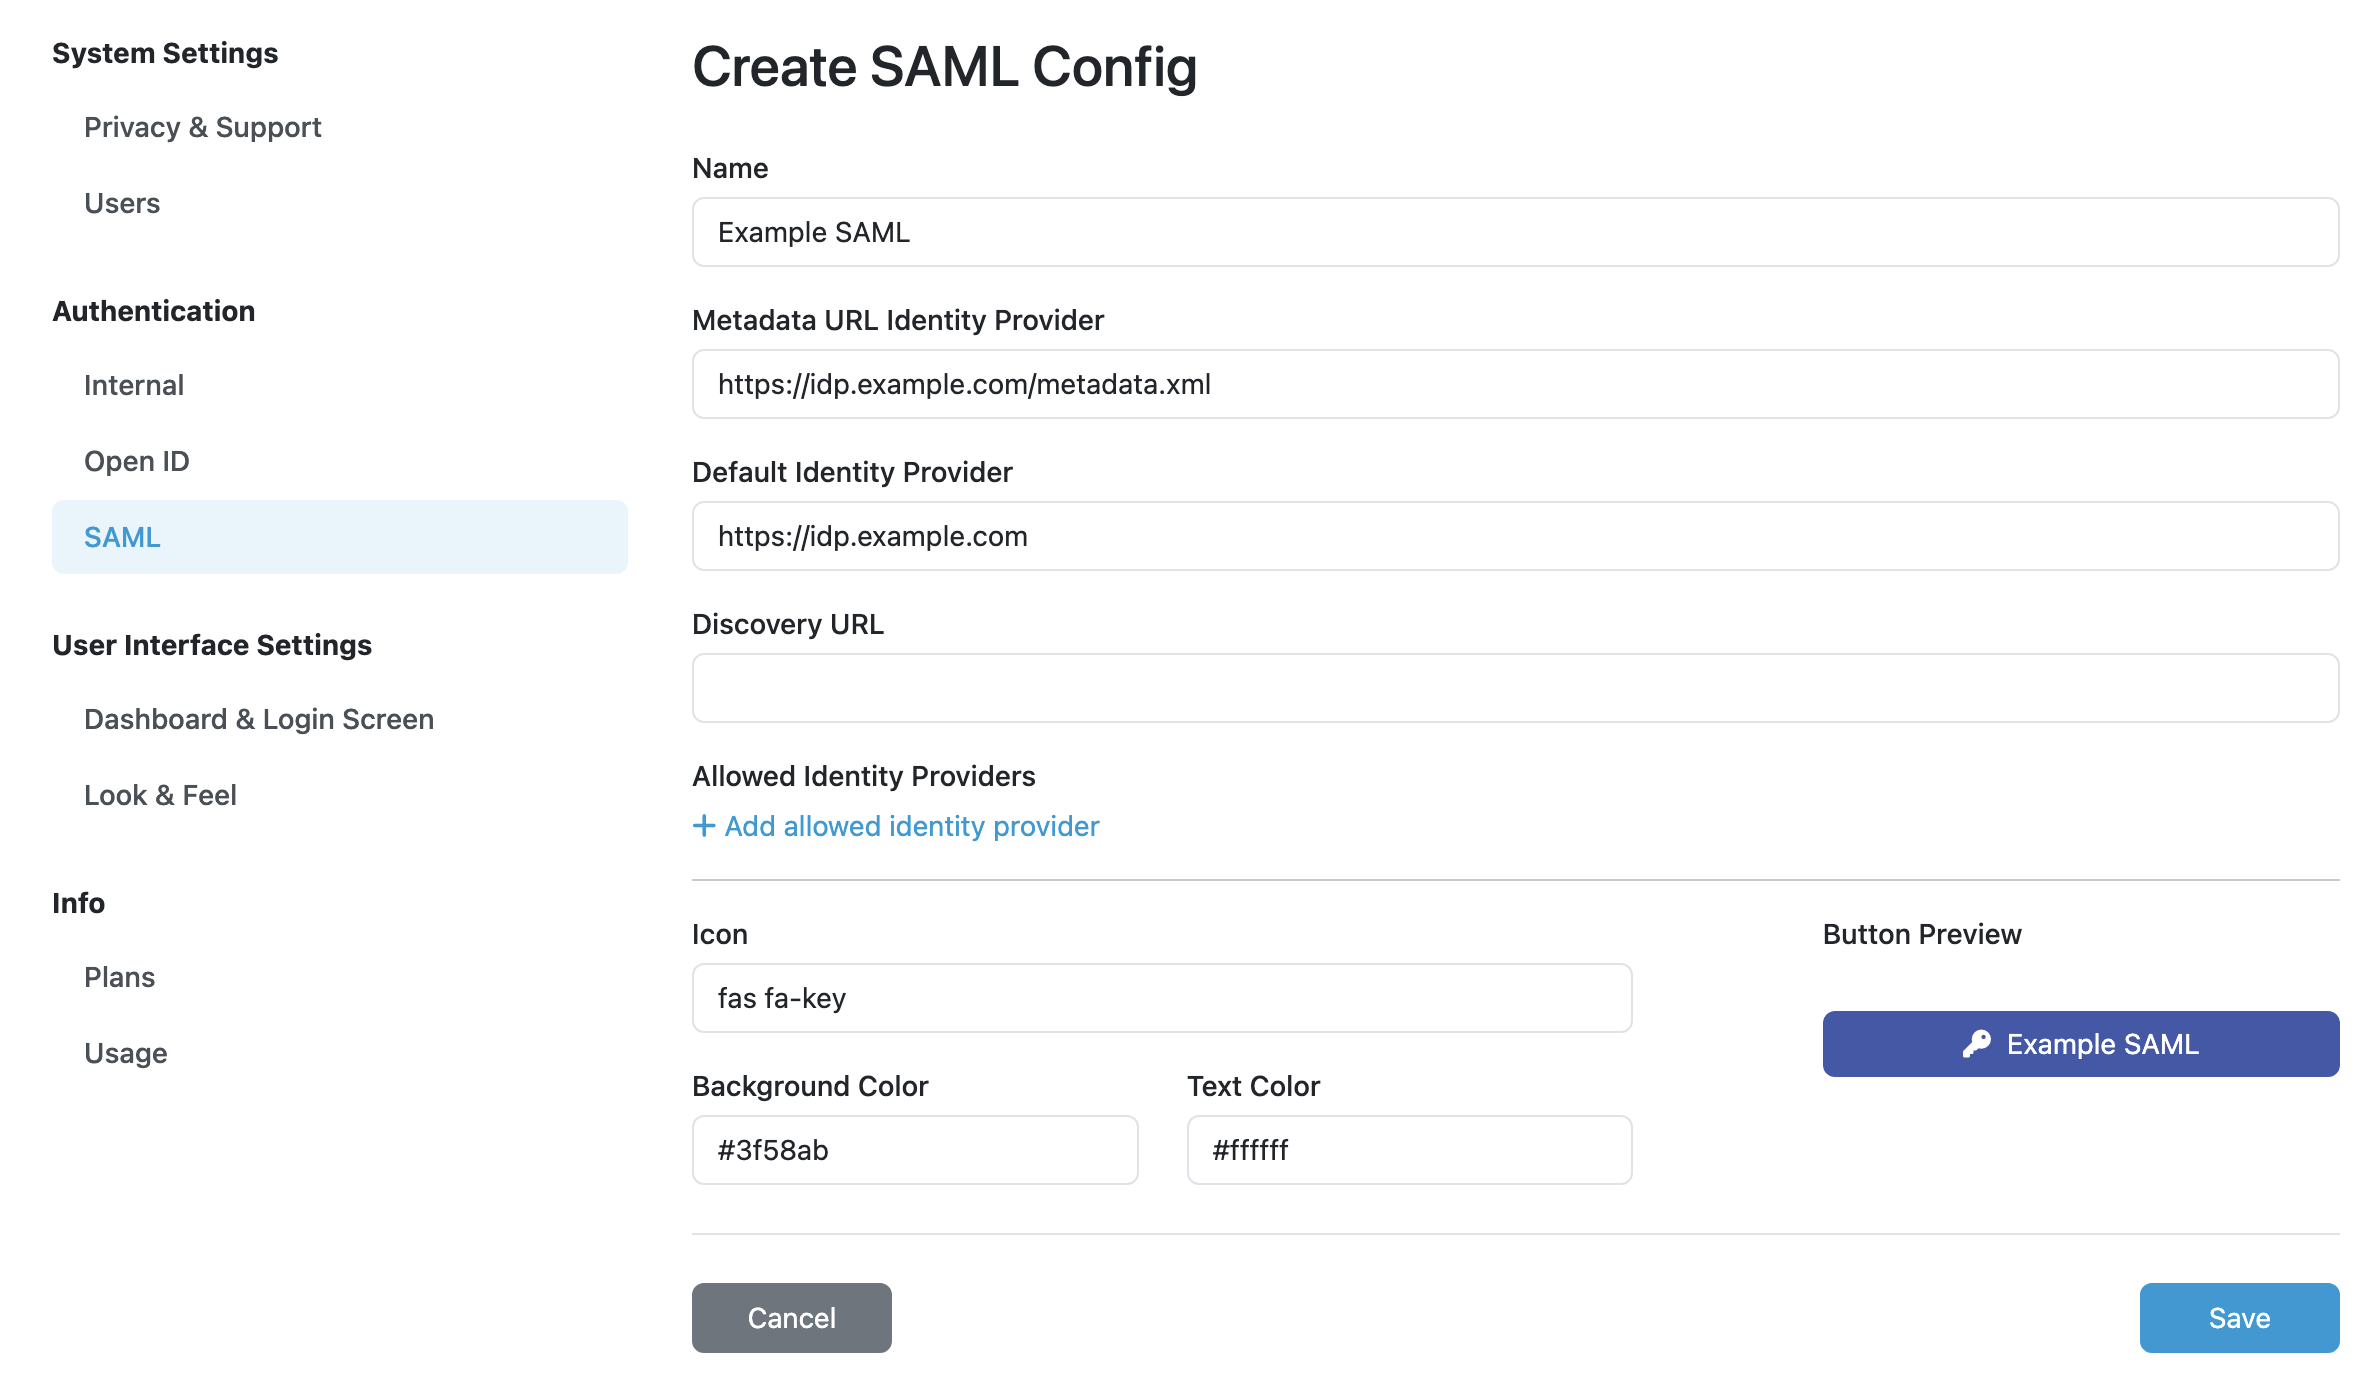 System Settings
Privacy & Support
Users
Authentication
Internal
Open ID
SAML
User Interface Settings
Dashboard & Login Screen
Look & Feel
Info
Plans
Usage
Create SAML Config
Name
Example SAML
Metadata URL Identity Provider
https://idp.example.com/metadata.xml
Default Identity Provider
https://idp.example.com
Discovery URL
Allowed Identity Providers
+ Add allowed identity provider
Icon
fas fa-key
Background Color
#3f58ab
Text Color
#ffffff
Button Preview
Example SAML
Cancel
Save